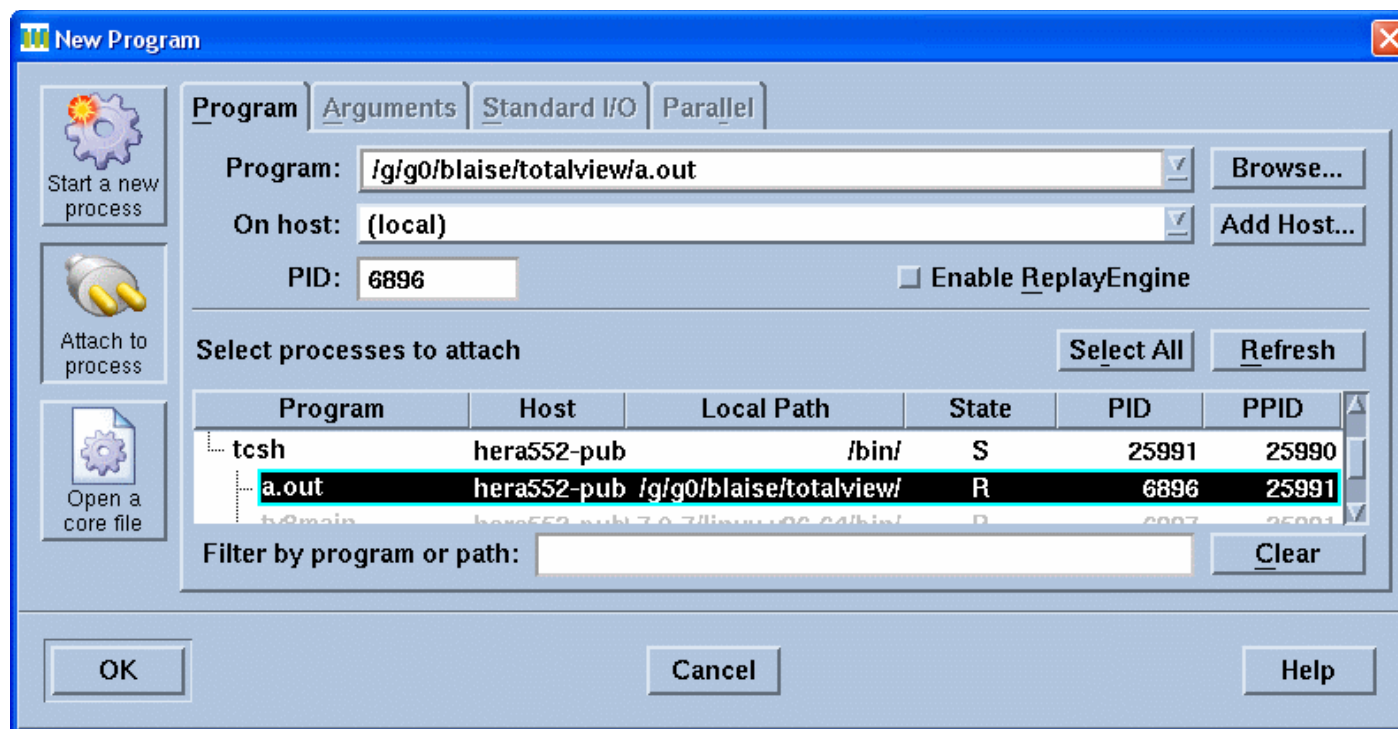 New Program
Start a new
process
Attach to
process
Open a
core file
Program Arguments Standard I/O Parallel
Program: /g/g0/blaise/totalview/a.out Browse...
On host: (local) Add Host...
PID: 6896 Enable ReplayEngine
Select processes to attach Select All Refresh
Program Host Local Path State PID PPID
tcsh hera552-pub /bin/ S 25991 25990
a.out hera552-pub /g/g0/blaise/totalview/ R 6896 25991
Filter by program or path: Clear
OK Cancel Help